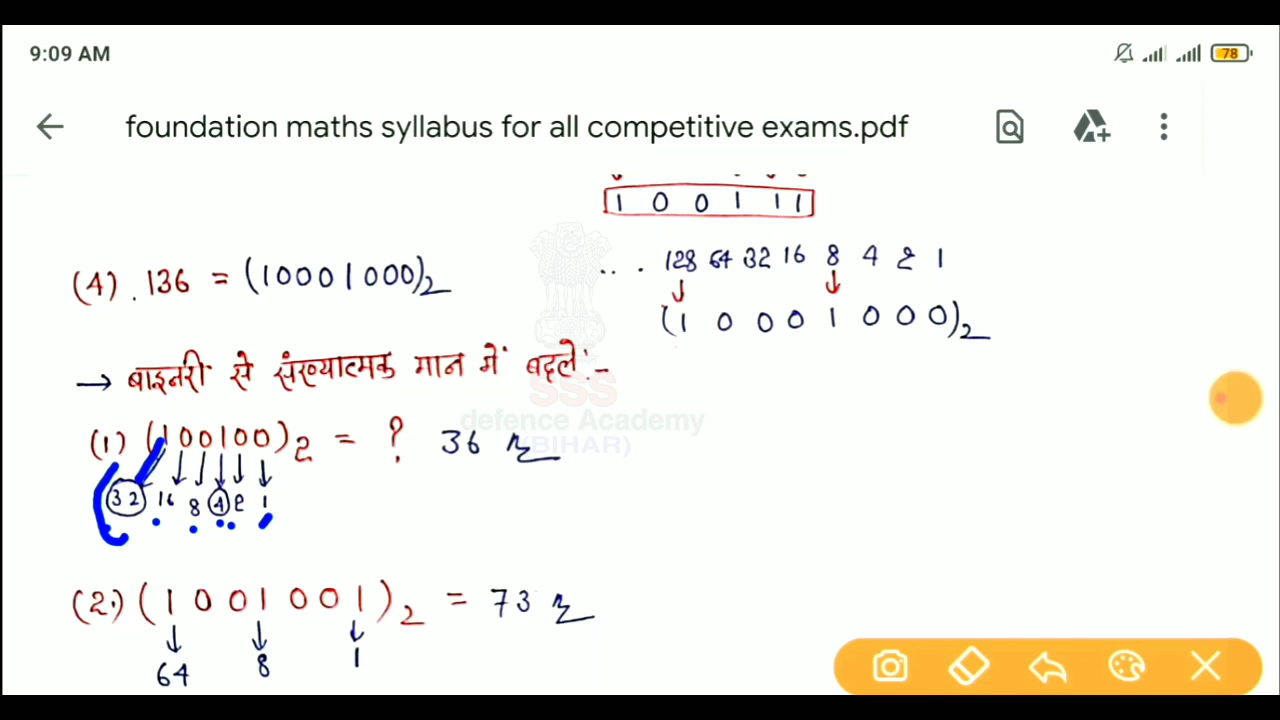 9:09 AM
78
foundation maths syllabus for all competitive exams.pdf
1 0 0 1 1 1
(4). 136 = (10001000)2
... 128 64 32 16 8 4 2 1
(1 0 0 0 1 0 0 0)2
→ बाइनरी से संख्यात्मक मान में बदलें:-
SSS
defence Academy
(BIHAR)
(1) (100100)2 = ? 36
32 16 8 4 2 1
(2.) (1001001)2 = 73
64 8 1